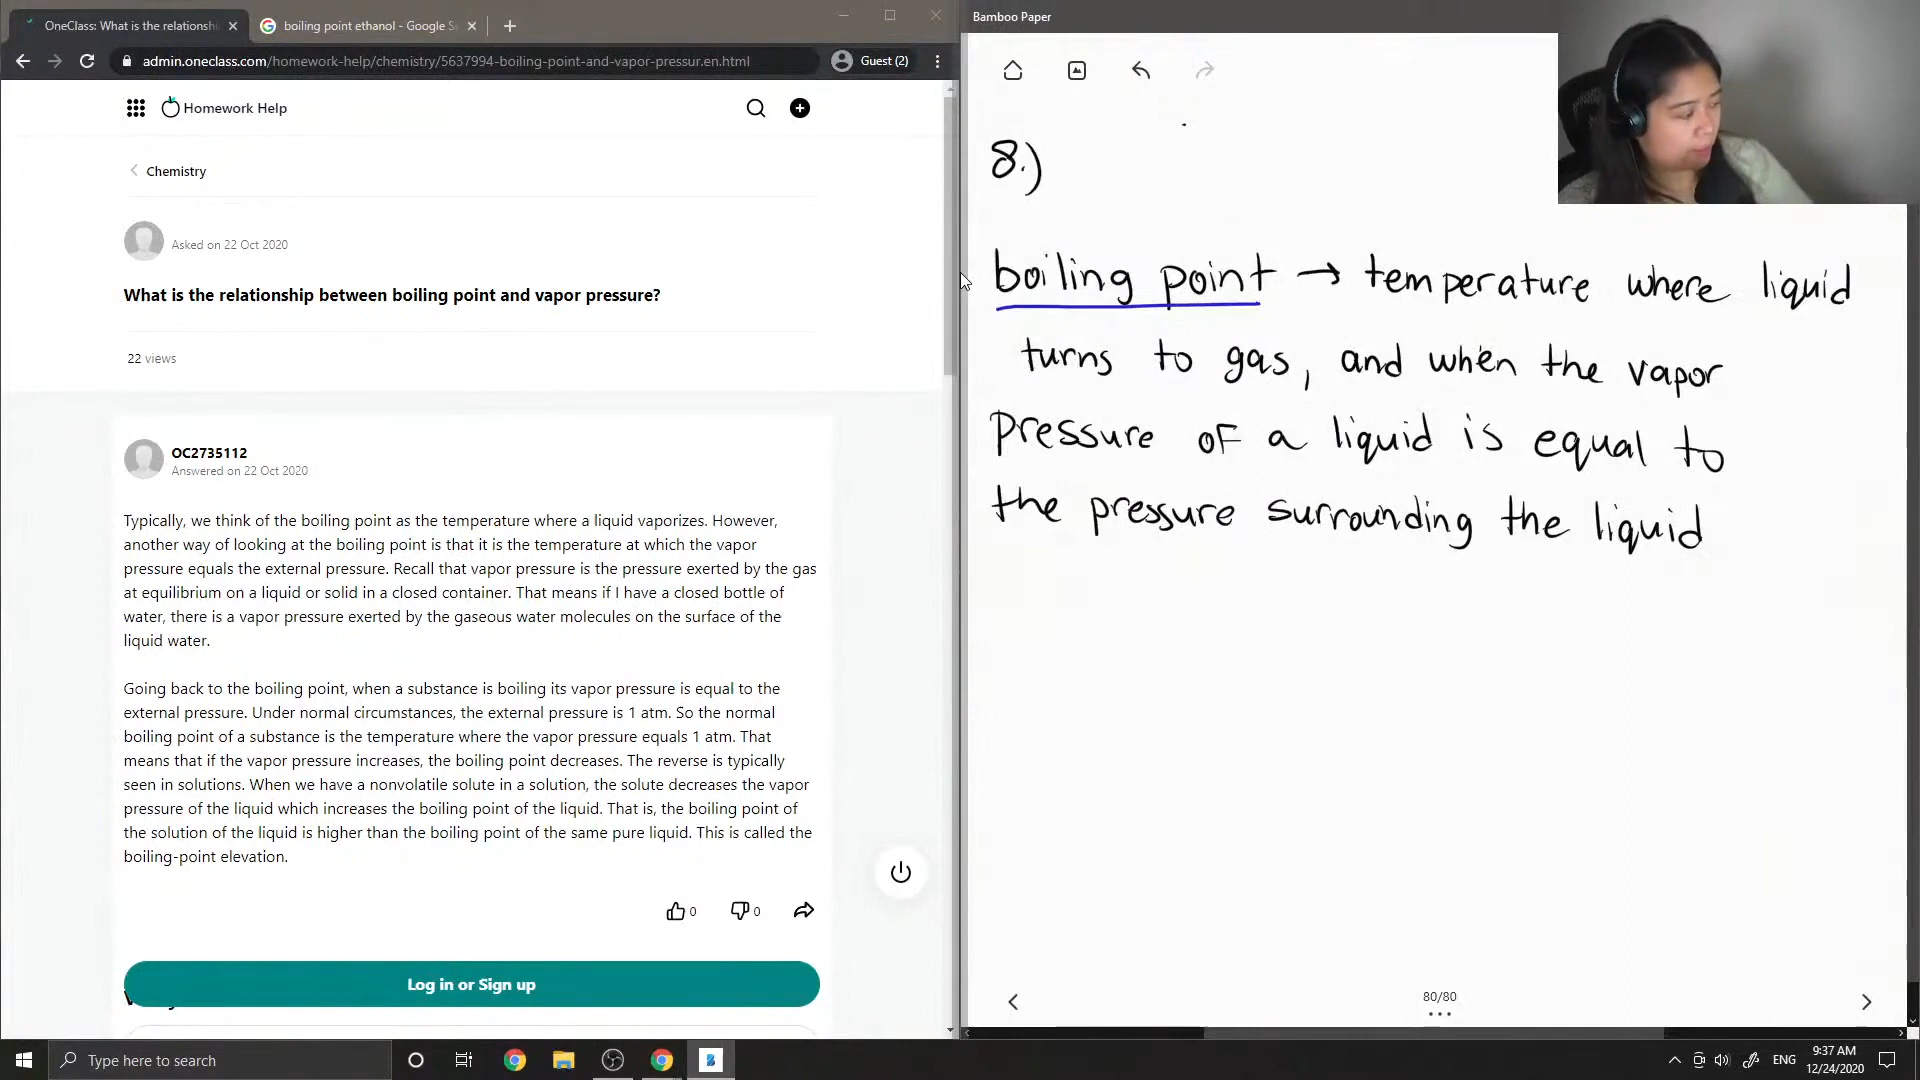 OneClass: What is the relationshi
boiling point ethanol - Google S
admin.oneclass.com/homework-help/chemistry/5637994-boiling-point-and-vapor-pressur.en.html
Guest (2)
Homework Help
Chemistry
Asked on 22 Oct 2020
What is the relationship between boiling point and vapor pressure?
22 views
OC2735112
Answered on 22 Oct 2020
Typically, we think of the boiling point as the temperature where a liquid vaporizes. However,
another way of looking at the boiling point is that it is the temperature at which the vapor
pressure equals the external pressure. Recall that vapor pressure is the pressure exerted by the gas
at equilibrium on a liquid or solid in a closed container. That means if I have a closed bottle of
water, there is a vapor pressure exerted by the gaseous water molecules on the surface of the
liquid water.
Going back to the boiling point, when a substance is boiling its vapor pressure is equal to the
external pressure. Under normal circumstances, the external pressure is 1 atm. So the normal
boiling point of a substance is the temperature where the vapor pressure equals 1 atm. That
means that if the vapor pressure increases, the boiling point decreases. The reverse is typically
seen in solutions. When we have a nonvolatile solute in a solution, the solute decreases the vapor
pressure of the liquid which increases the boiling point of the liquid. That is, the boiling point of
the solution of the liquid is higher than the boiling point of the same pure liquid. This is called the
boiling-point elevation.
0
0
Log in or Sign up
Bamboo Paper
8.)
boiling point → temperature where liquid
turns to gas, and when the vapor
pressure of a liquid is equal to
the pressure surrounding the liquid
80/80
Type here to search
ENG
9:37 AM
12/24/2020